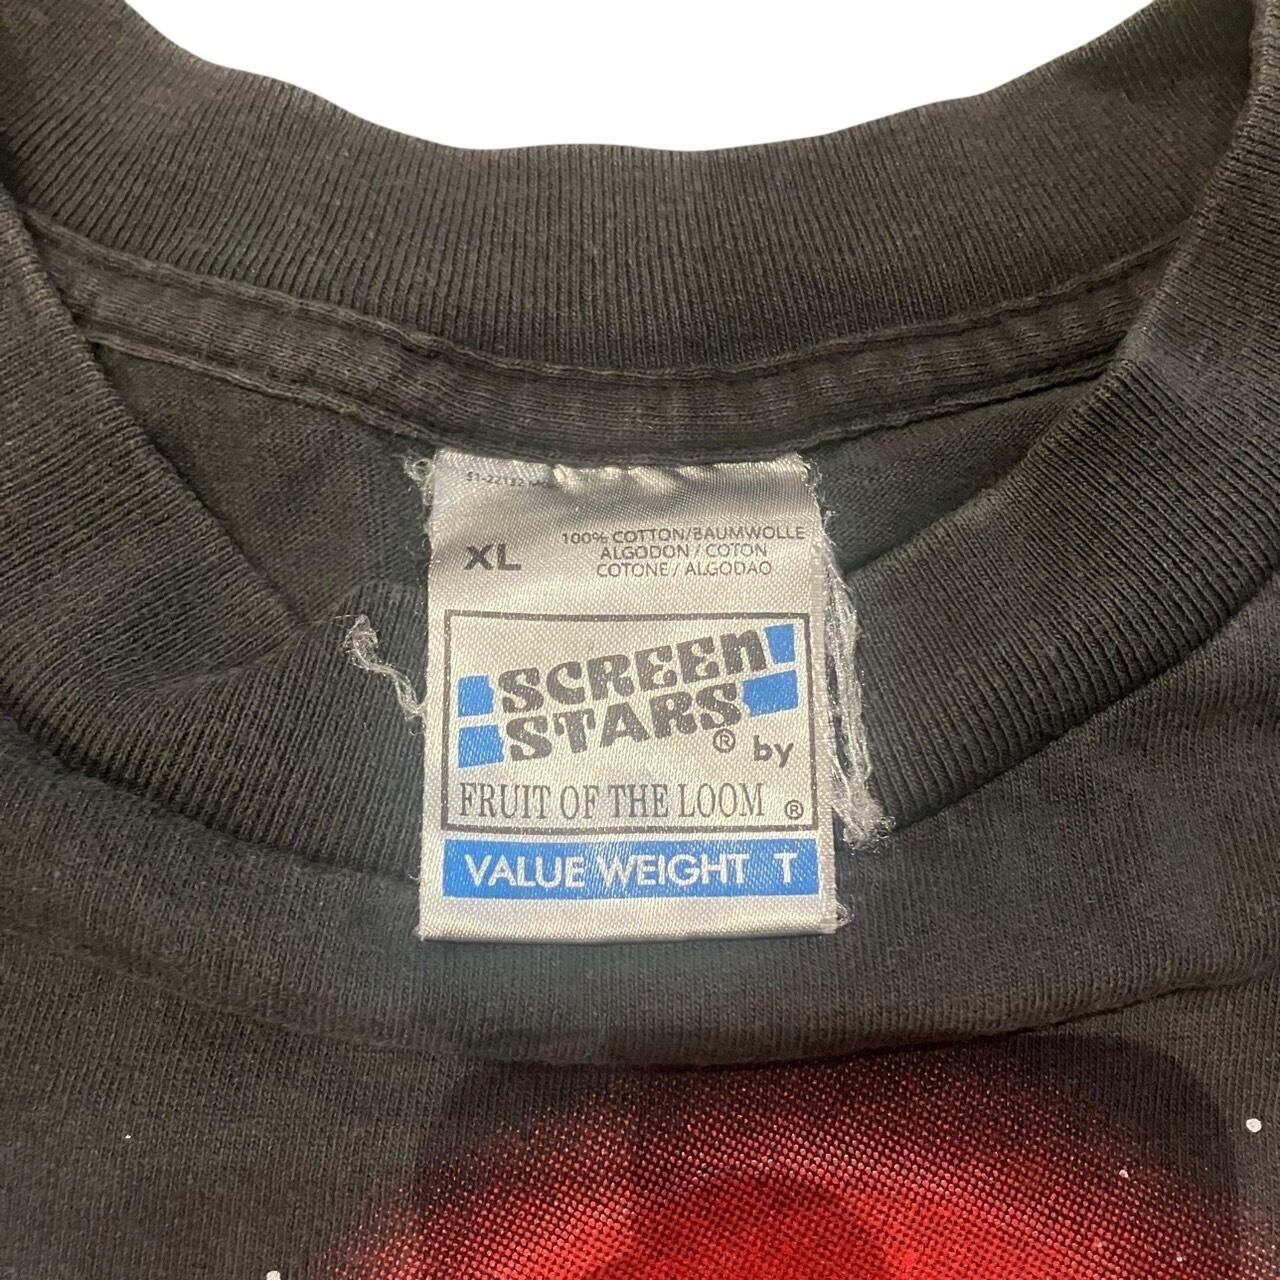 XL
100% COTTON/BAUMWOLLE
ALGODON / COTON
COTONE / ALGODAO
SCREEN
STARS® by
FRUIT OF THE LOOM ®
VALUE WEIGHT T